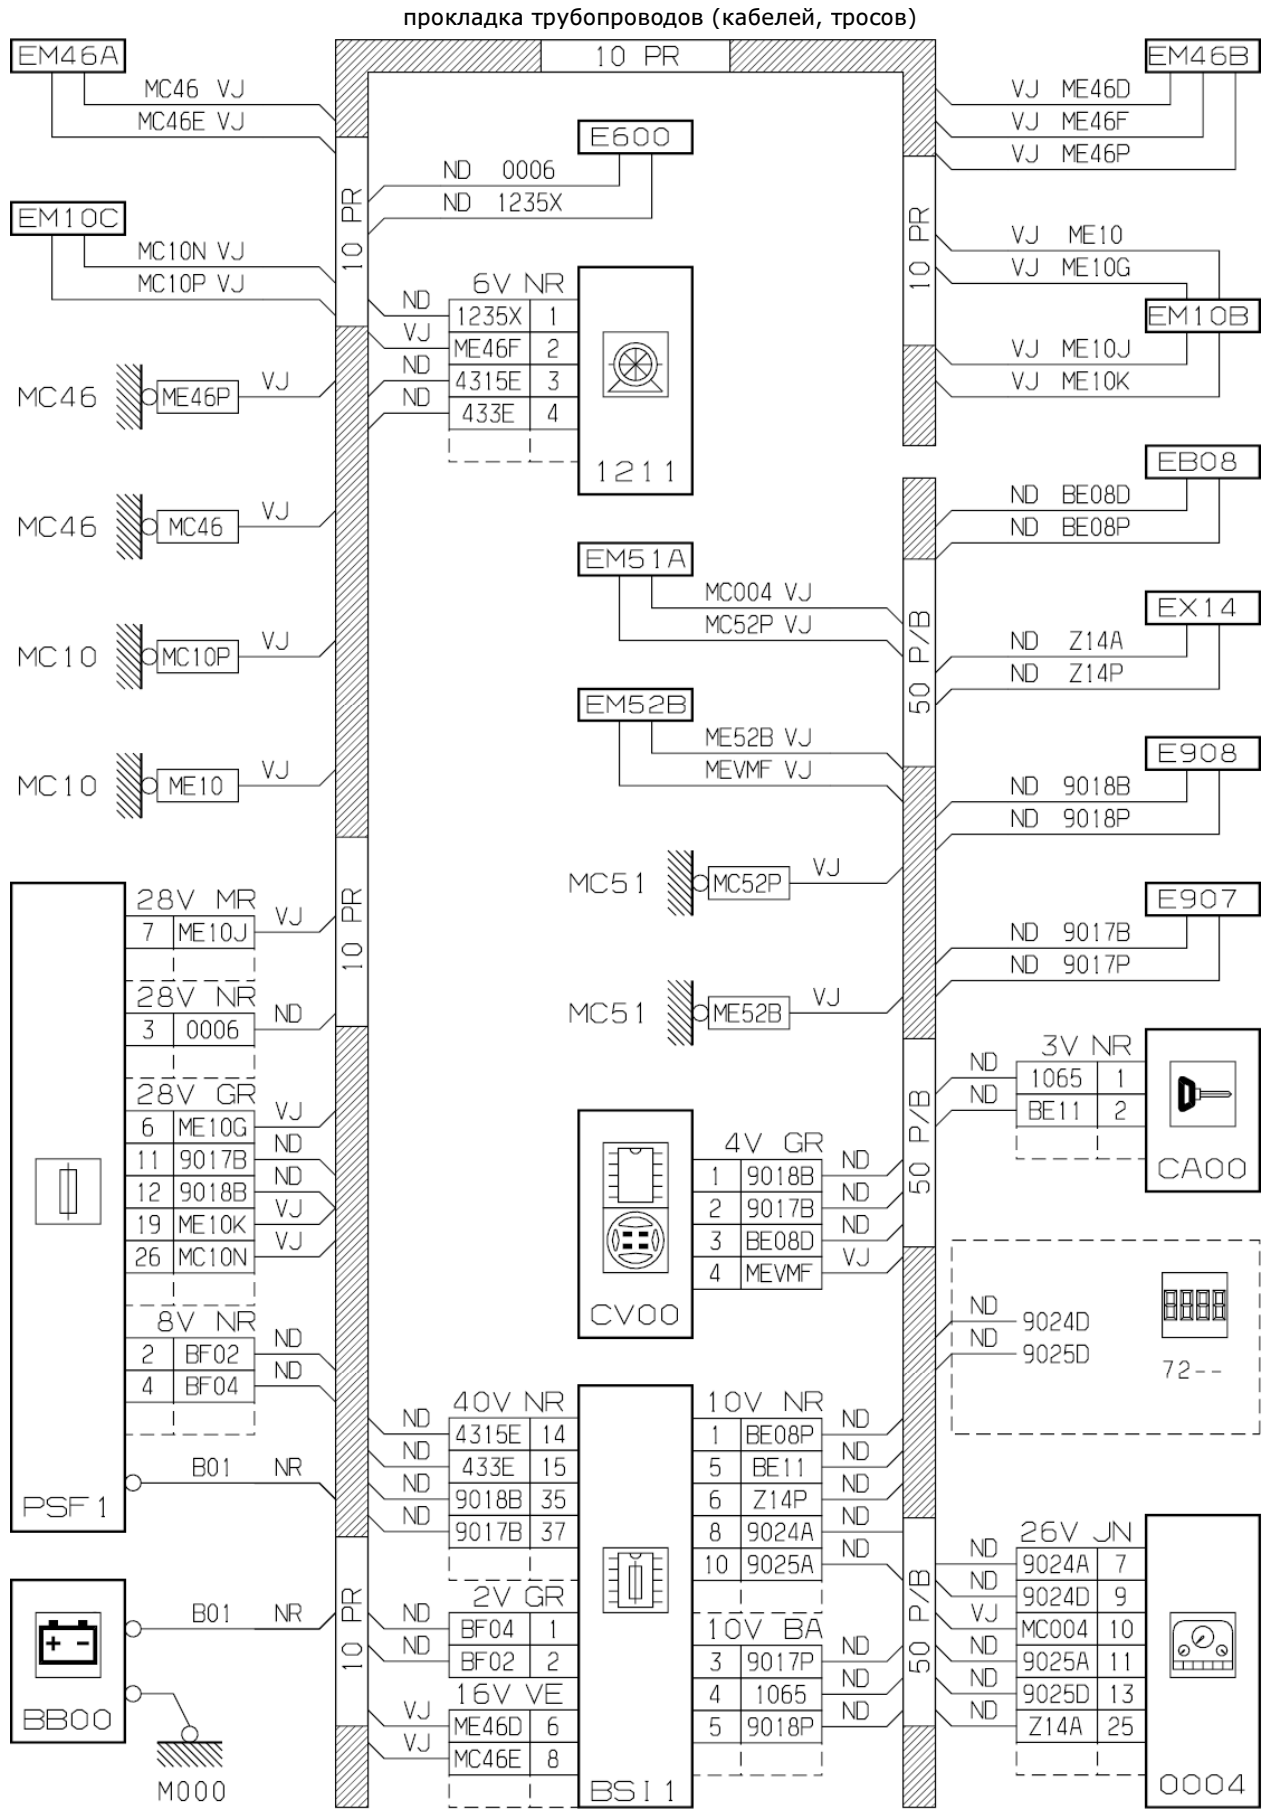 прокладка трубопроводов (кабелей, тросов)
EM46A
MC46 VJ
MC46E VJ
10 PR
EM46B
VJ ME46D
VJ ME46F
VJ ME46P
E600
ND 0006
ND 1235X
10 PR
10 PR
EM10C
MC10N VJ
MC10P VJ
VJ ME10
VJ ME10G
EM10B
VJ ME10J
VJ ME10K
6V NR
ND 1235X 1
VJ ME46F 2
ND 4315E 3
ND 433E 4
1211
MC46 ME46P VJ
MC46 MC46 VJ
MC10 MC10P VJ
MC10 ME10 VJ
EB08
ND BE08D
ND BE08P
EM51A
MC004 VJ
MC52P VJ
50 P/B
EX14
ND Z14A
ND Z14P
EM52B
ME52B VJ
MEVMF VJ
E908
ND 9018B
ND 9018P
MC51 MC52P VJ
MC51 ME52B VJ
E907
ND 9017B
ND 9017P
28V MR
7 ME10J VJ
28V NR
3 0006 ND
28V GR
6 ME10G VJ
11 9017B ND
12 9018B ND
19 ME10K VJ
26 MC10N VJ
8V NR
2 BF02 ND
4 BF04 ND
B01 NR
PSF1
10 PR
3V NR
ND 1065 1
ND BE11 2
CA00
50 P/B
4V GR
1 9018B ND
2 9017B ND
3 BE08D ND
4 MEVMF VJ
CV00
ND 9024D
ND 9025D
72--
40V NR
ND 4315E 14
ND 433E 15
ND 9018B 35
ND 9017B 37
2V GR
ND BF04 1
ND BF02 2
16V VE
VJ ME46D 6
VJ MC46E 8
BSI1
10V NR
1 BE08P ND
5 BE11 ND
6 Z14P ND
8 9024A ND
10 9025A ND
10V BA
3 9017P ND
4 1065 ND
5 9018P ND
B01 NR
BB00
M000
10 PR
50 P/B
26V JN
ND 9024A 7
ND 9024D 9
VJ MC004 10
ND 9025A 11
ND 9025D 13
ND Z14A 25
0004